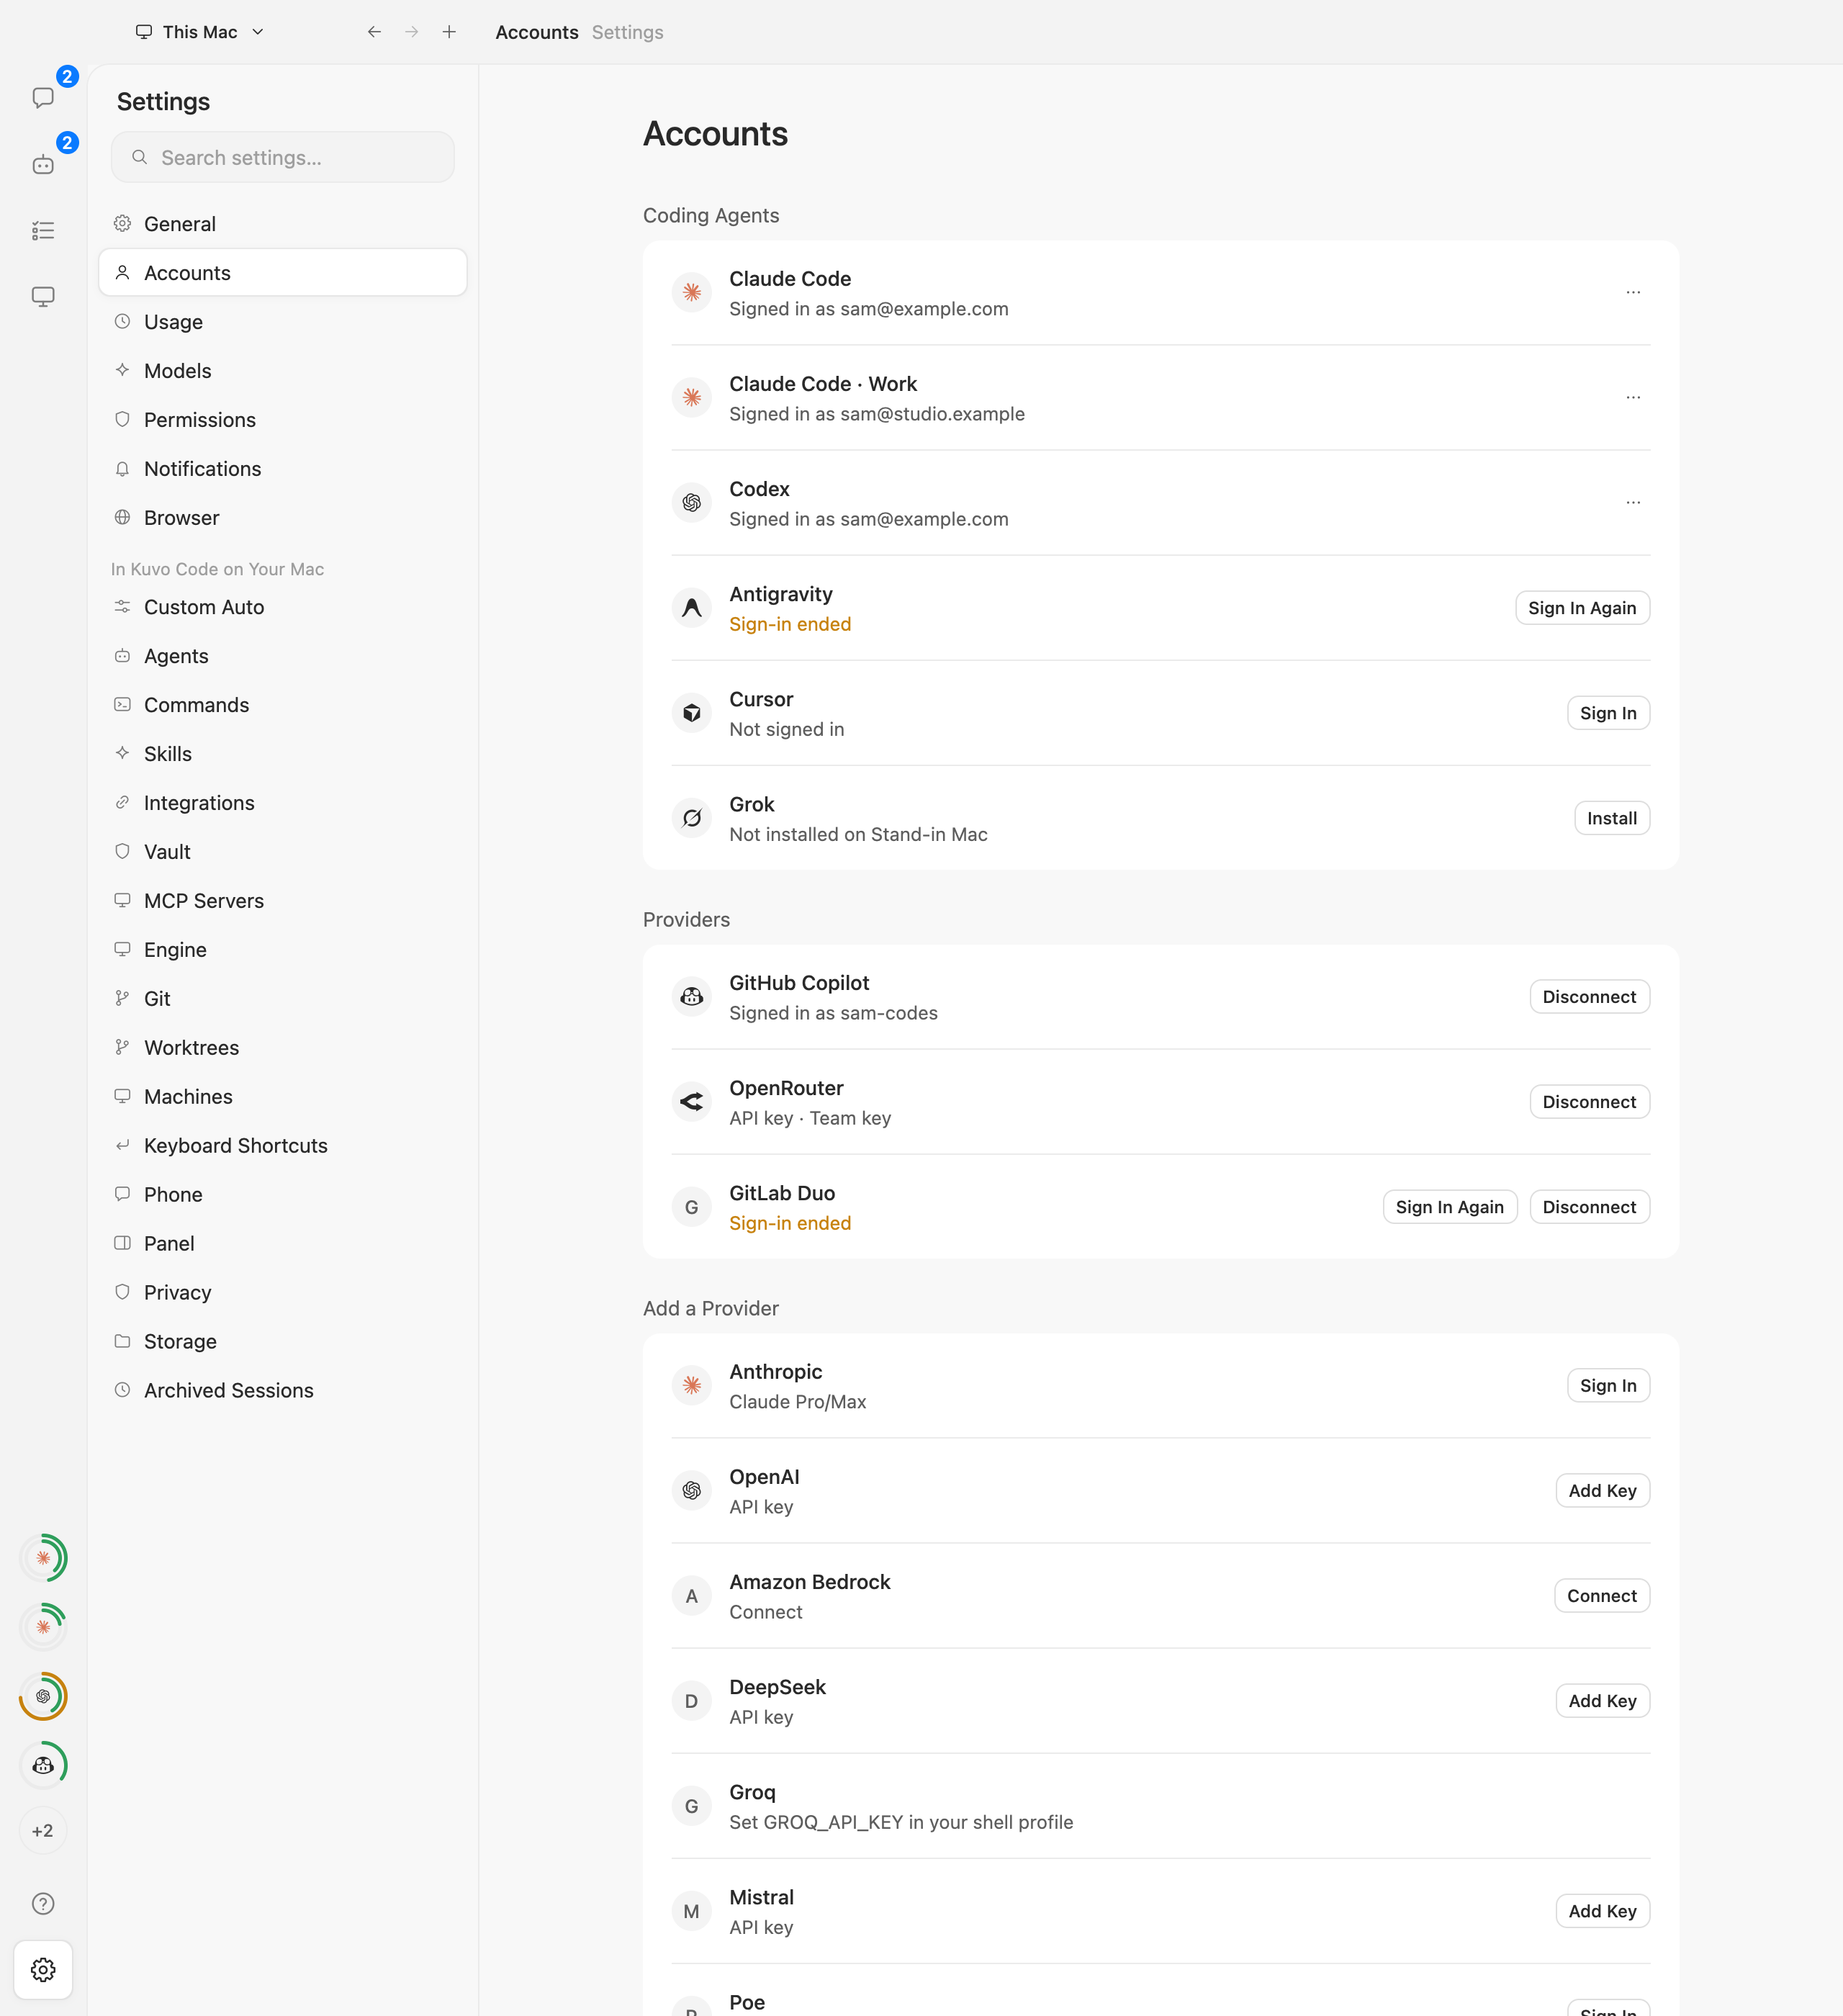 This Mac
Accounts Settings
2
2
Settings
Search settings...
General
Accounts
Usage
Models
Permissions
Notifications
Browser
In Kuvo Code on Your Mac
Custom Auto
Agents
Commands
Skills
Integrations
Vault
MCP Servers
Engine
Git
Worktrees
Machines
Keyboard Shortcuts
Phone
Panel
Privacy
Storage
Archived Sessions
+2
Accounts
Coding Agents
Claude Code
Signed in as sam@example.com
Claude Code · Work
Signed in as sam@studio.example
Codex
Signed in as sam@example.com
Antigravity
Sign-in ended
Sign In Again
Cursor
Not signed in
Sign In
Grok
Not installed on Stand-in Mac
Install
Providers
GitHub Copilot
Signed in as sam-codes
Disconnect
OpenRouter
API key · Team key
Disconnect
G
GitLab Duo
Sign-in ended
Sign In Again
Disconnect
Add a Provider
Anthropic
Claude Pro/Max
Sign In
OpenAI
API key
Add Key
A
Amazon Bedrock
Connect
Connect
D
DeepSeek
API key
Add Key
G
Groq
Set GROQ_API_KEY in your shell profile
M
Mistral
API key
Add Key
Poe
Sign In